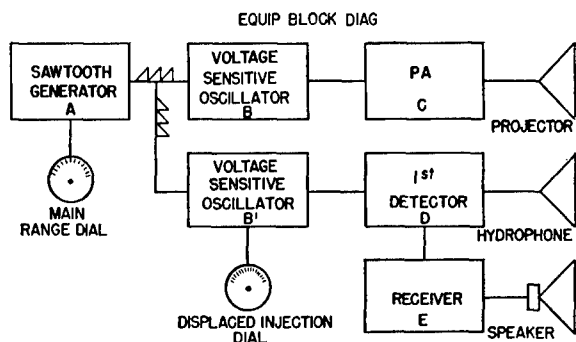 EQUIP BLOCK DIAG
SAWTOOTH
GENERATOR
A
VOLTAGE
SENSITIVE
OSCILLATOR
B
PA
C
PROJECTOR
MAIN
RANGE DIAL
VOLTAGE
SENSITIVE
OSCILLATOR
B'
1st
DETECTOR
D
HYDROPHONE
DISPLACED INJECTION
DIAL
RECEIVER
E
SPEAKER